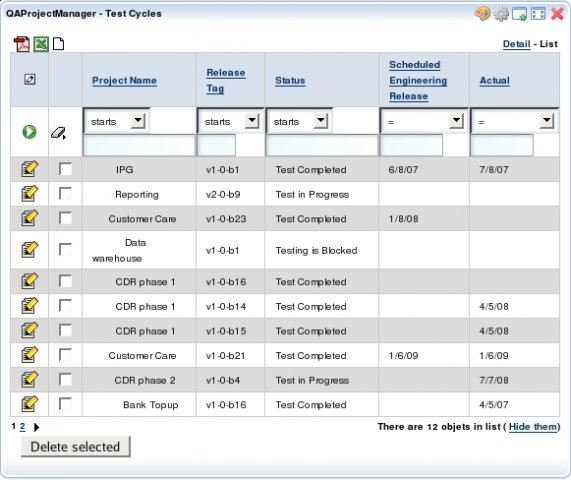 QAProjectManager - Test Cycles
Detail - List
Project Name Release Tag Status Scheduled Engineering Release Actual
starts starts starts = =
IPG v1-0-b1 Test Completed 6/8/07 7/8/07
Reporting v2-0-b9 Test in Progress
Customer Care v1-0-b23 Test Completed 1/8/08
Data
warehouse v1-0-b1 Testing is Blocked
CDR phase 1 v1-0-b16 Test Completed
CDR phase 1 v1-0-b14 Test Completed 4/5/08
CDR phase 1 v1-0-b15 Test Completed 4/5/08
Customer Care v1-0-b21 Test Completed 1/6/09 1/6/09
CDR phase 2 v1-0-b4 Test in Progress 7/7/08
Bank Topup v1-0-b16 Test Completed 4/5/07
1 2 There are 12 objets in list ( Hide them)
Delete selected